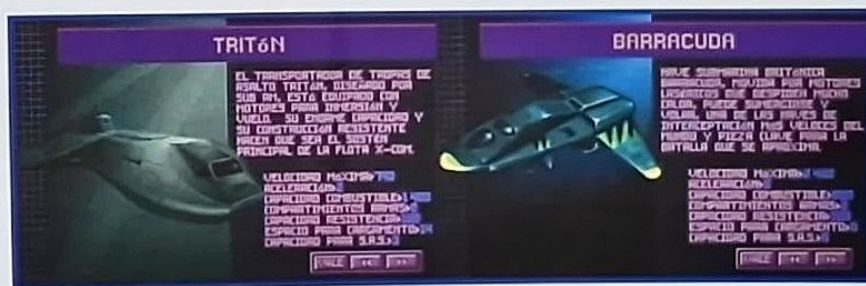 TRITÓN
EL TRANSPORTADOR DE TROPAS DE
ASALTO TRITÓN, DISEÑADO POR
SUB RM, ESTÁ EQUIPADO CON
MOTORES PARA INMERSIÓN Y
VUELO. SU ENORME CAPACIDAD Y
SU CONSTRUCCIÓN RESISTENTE
HACEN QUE SEA EL SOSTÉN
PRINCIPAL DE LA FLOTA X-COM.
VELOCIDAD MÁXIMA>
ACELERACIÓN>
CAPACIDAD COMBUSTIBLE>
COMPARTIMIENTOS ARMAS>
CAPACIDAD RESISTENCIA>
ESPACIO PARA CARGAMENTO>14
CAPACIDAD PARA S.A.S.>
VALE << >>
BARRACUDA
NAVE SUBMARINA BRITÁNICA
BARRACUDA, MOVIDA POR MOTORES
QUE DESPIDEN MUCHO
CALOR, PUEDE SUMERGIRSE Y
VOLAR. UNA DE LAS NAVES DE
INTERCEPTACIÓN MÁS VELOCES DEL
MUNDO Y PIEZA CLAVE PARA LA
BATALLA QUE SE APROXIMA.
VELOCIDAD MÁXIMA>
ACELERACIÓN>
CAPACIDAD COMBUSTIBLE>
COMPARTIMIENTOS ARMAS>
CAPACIDAD RESISTENCIA>
ESPACIO PARA CARGAMENTO>
CAPACIDAD PARA S.A.S.>
VALE << >>